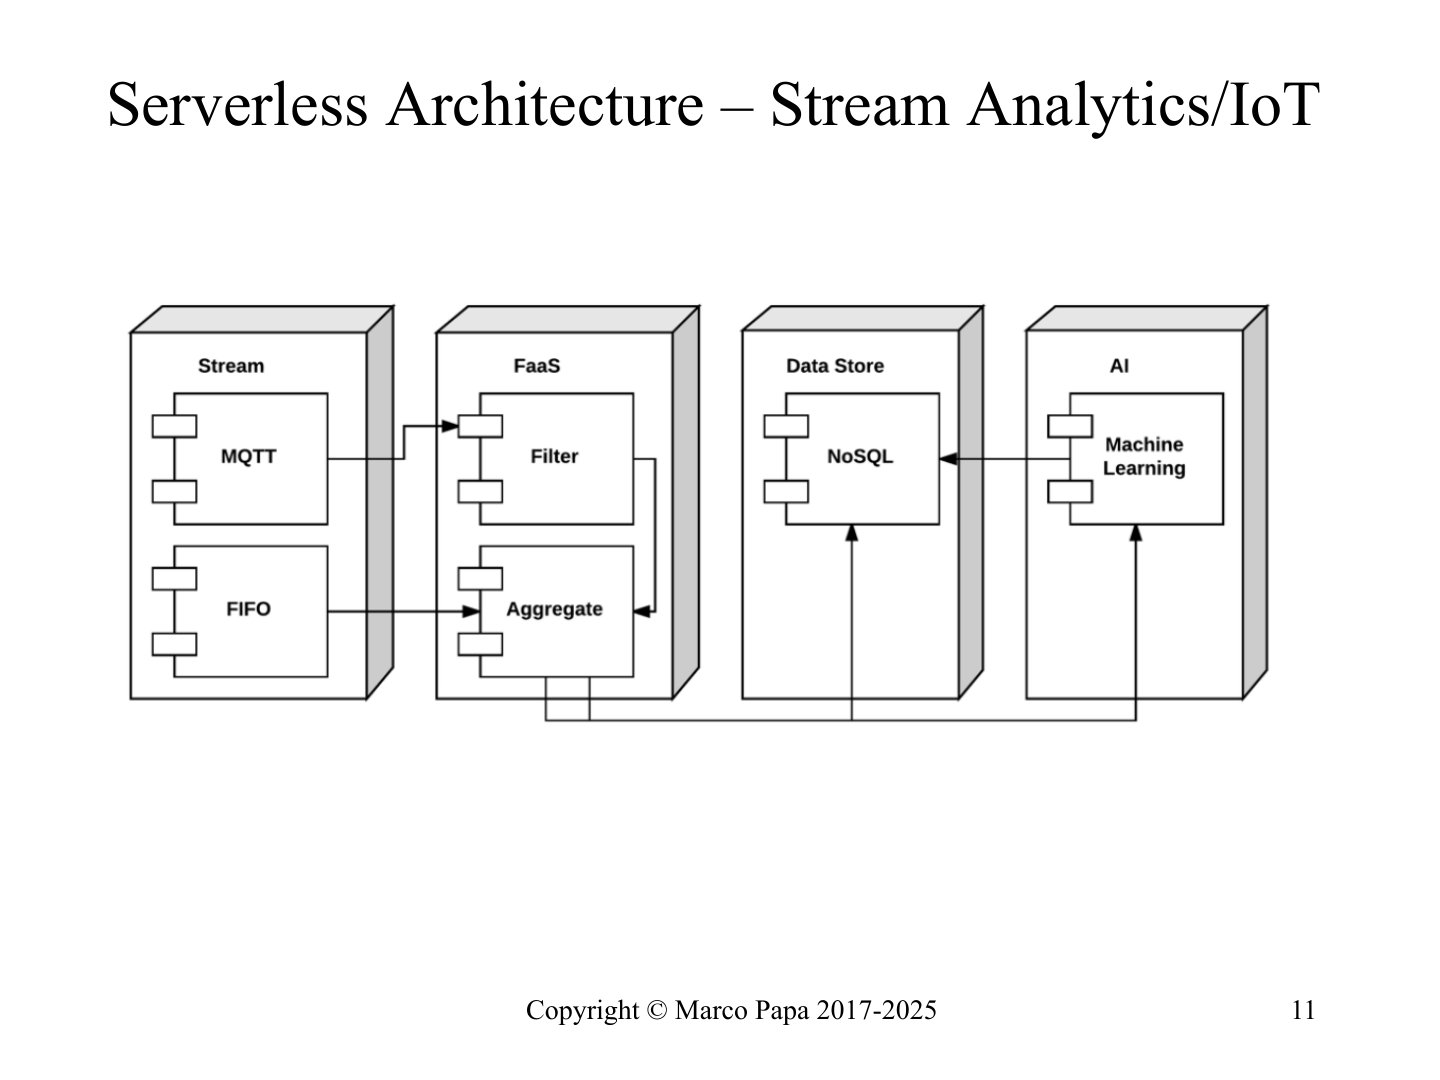 Serverless Architecture – Stream Analytics/IoT
Stream
MQTT
FIFO
FaaS
Filter
Aggregate
Data Store
NoSQL
AI
Machine
Learning
Copyright © Marco Papa 2017-2025
11